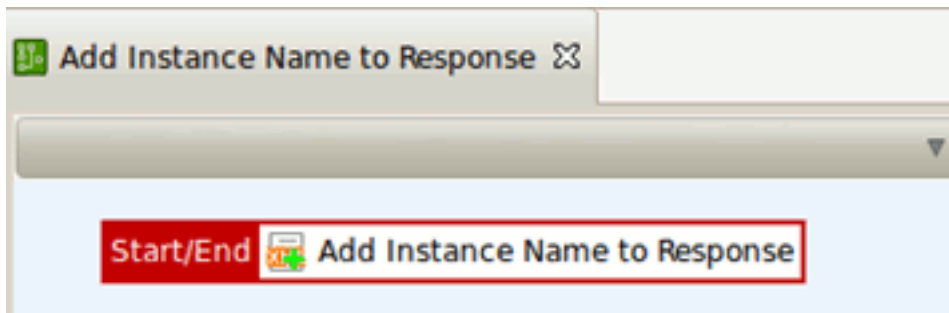 Add Instance Name to Response
Start/End Add Instance Name to Response